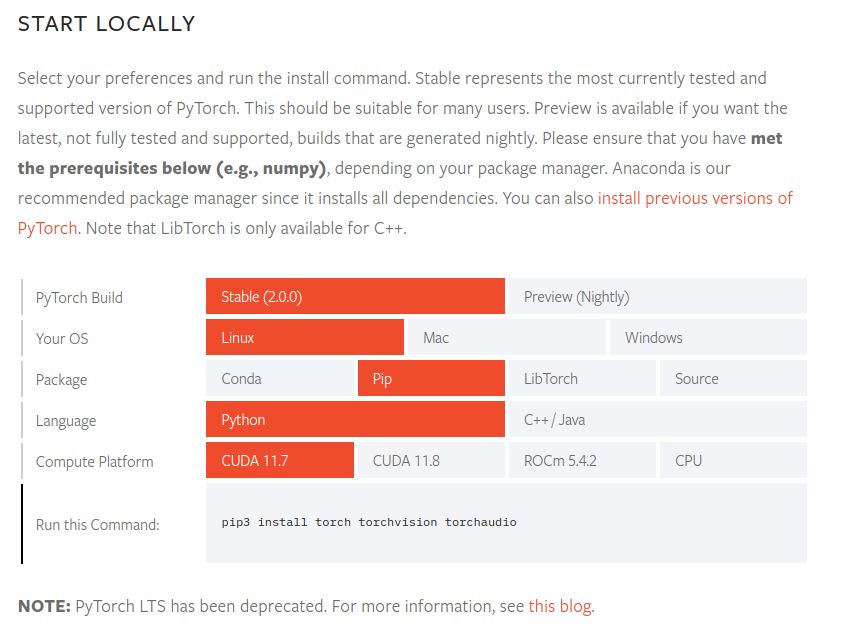 START LOCALLY
Select your preferences and run the install command. Stable represents the most currently tested and
supported version of PyTorch. This should be suitable for many users. Preview is available if you want the
latest, not fully tested and supported, builds that are generated nightly. Please ensure that you have met
the prerequisites below (e.g., numpy), depending on your package manager. Anaconda is our
recommended package manager since it installs all dependencies. You can also install previous versions of
PyTorch. Note that LibTorch is only available for C++.
PyTorch Build Stable (2.0.0) Preview (Nightly)
Your OS Linux Mac Windows
Package Conda Pip LibTorch Source
Language Python C++ / Java
Compute Platform CUDA 11.7 CUDA 11.8 ROCm 5.4.2 CPU
Run this Command: pip3 install torch torchvision torchaudio
NOTE: PyTorch LTS has been deprecated. For more information, see this blog.